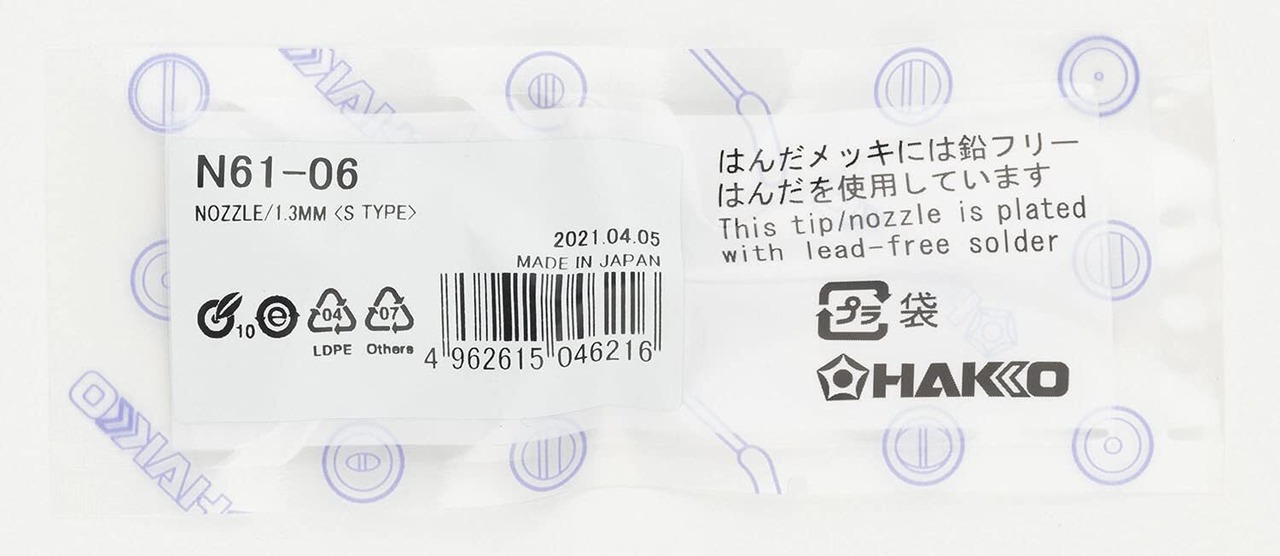 N61-06
NOZZLE/1.3MM <S TYPE>
2021.04.05
MADE IN JAPAN
10 e 04 07
LDPE Others
4 962615 046216
はんだメッキには鉛フリー
はんだを使用しています
This tip/nozzle is plated
with lead-free solder
プラ 袋
HAKKO
HAKKO
HAKKO